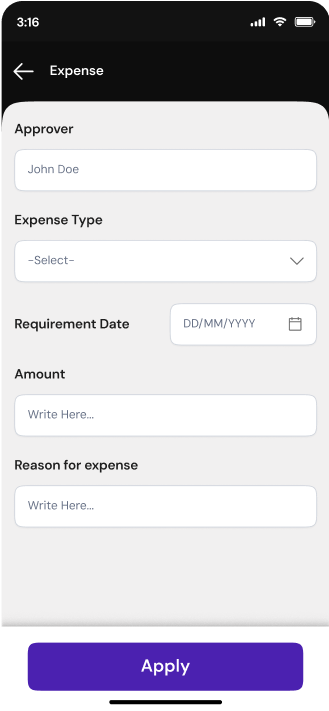 3:16
Expense
Approver
John Doe
Expense Type
-Select-
Requirement Date DD/MM/YYYY
Amount
Write Here...
Reason for expense
Write Here...
Apply